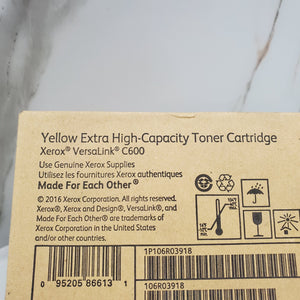 Yellow Extra High-Capacity Toner Cartridge
Xerox® VersaLink® C600
Use Genuine Xerox Supplies
Utilisez les fournitures Xerox authentiques
Made For Each Other®
© 2016 Xerox Corporation. All rights reserved.
Xerox®, Xerox and Design®, VersaLink®, and
Made For Each Other® are trademarks of
Xerox Corporation in the United States
and/or other countries.
1P106R03918
0 95205 86613 1
106R03918